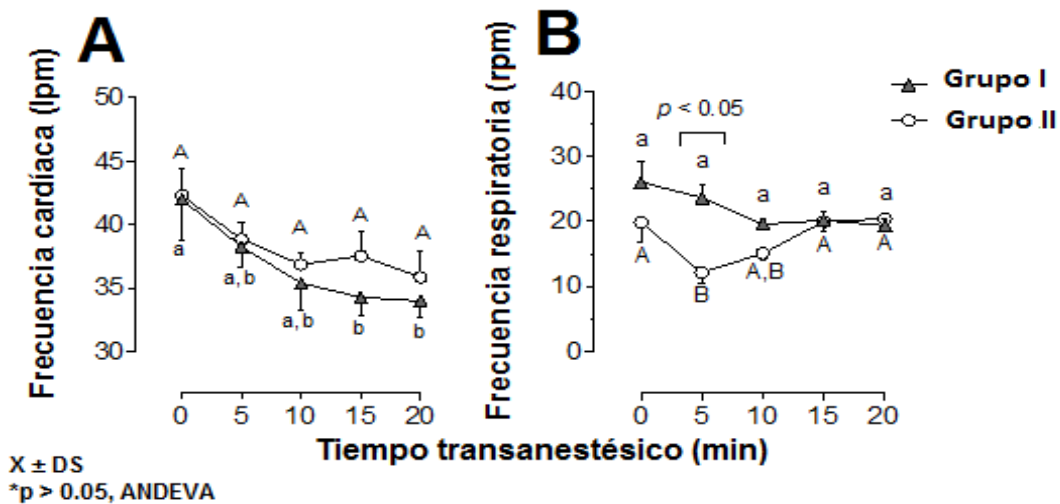 A
Frecuencia cardíaca (lpm)
50
45
40
35
30
A
A
A
A
A
a
a,b
a,b
b
b
0 5 10 15 20
B
Frecuencia respiratoria (rpm)
40
30
20
10
0
p < 0.05
a
a
a
a
a
A
B
A,B
A
A
0 5 10 15 20
Grupo I
Grupo II
Tiempo transanestésico (min)
X ± DS
*p > 0.05, ANDEVA